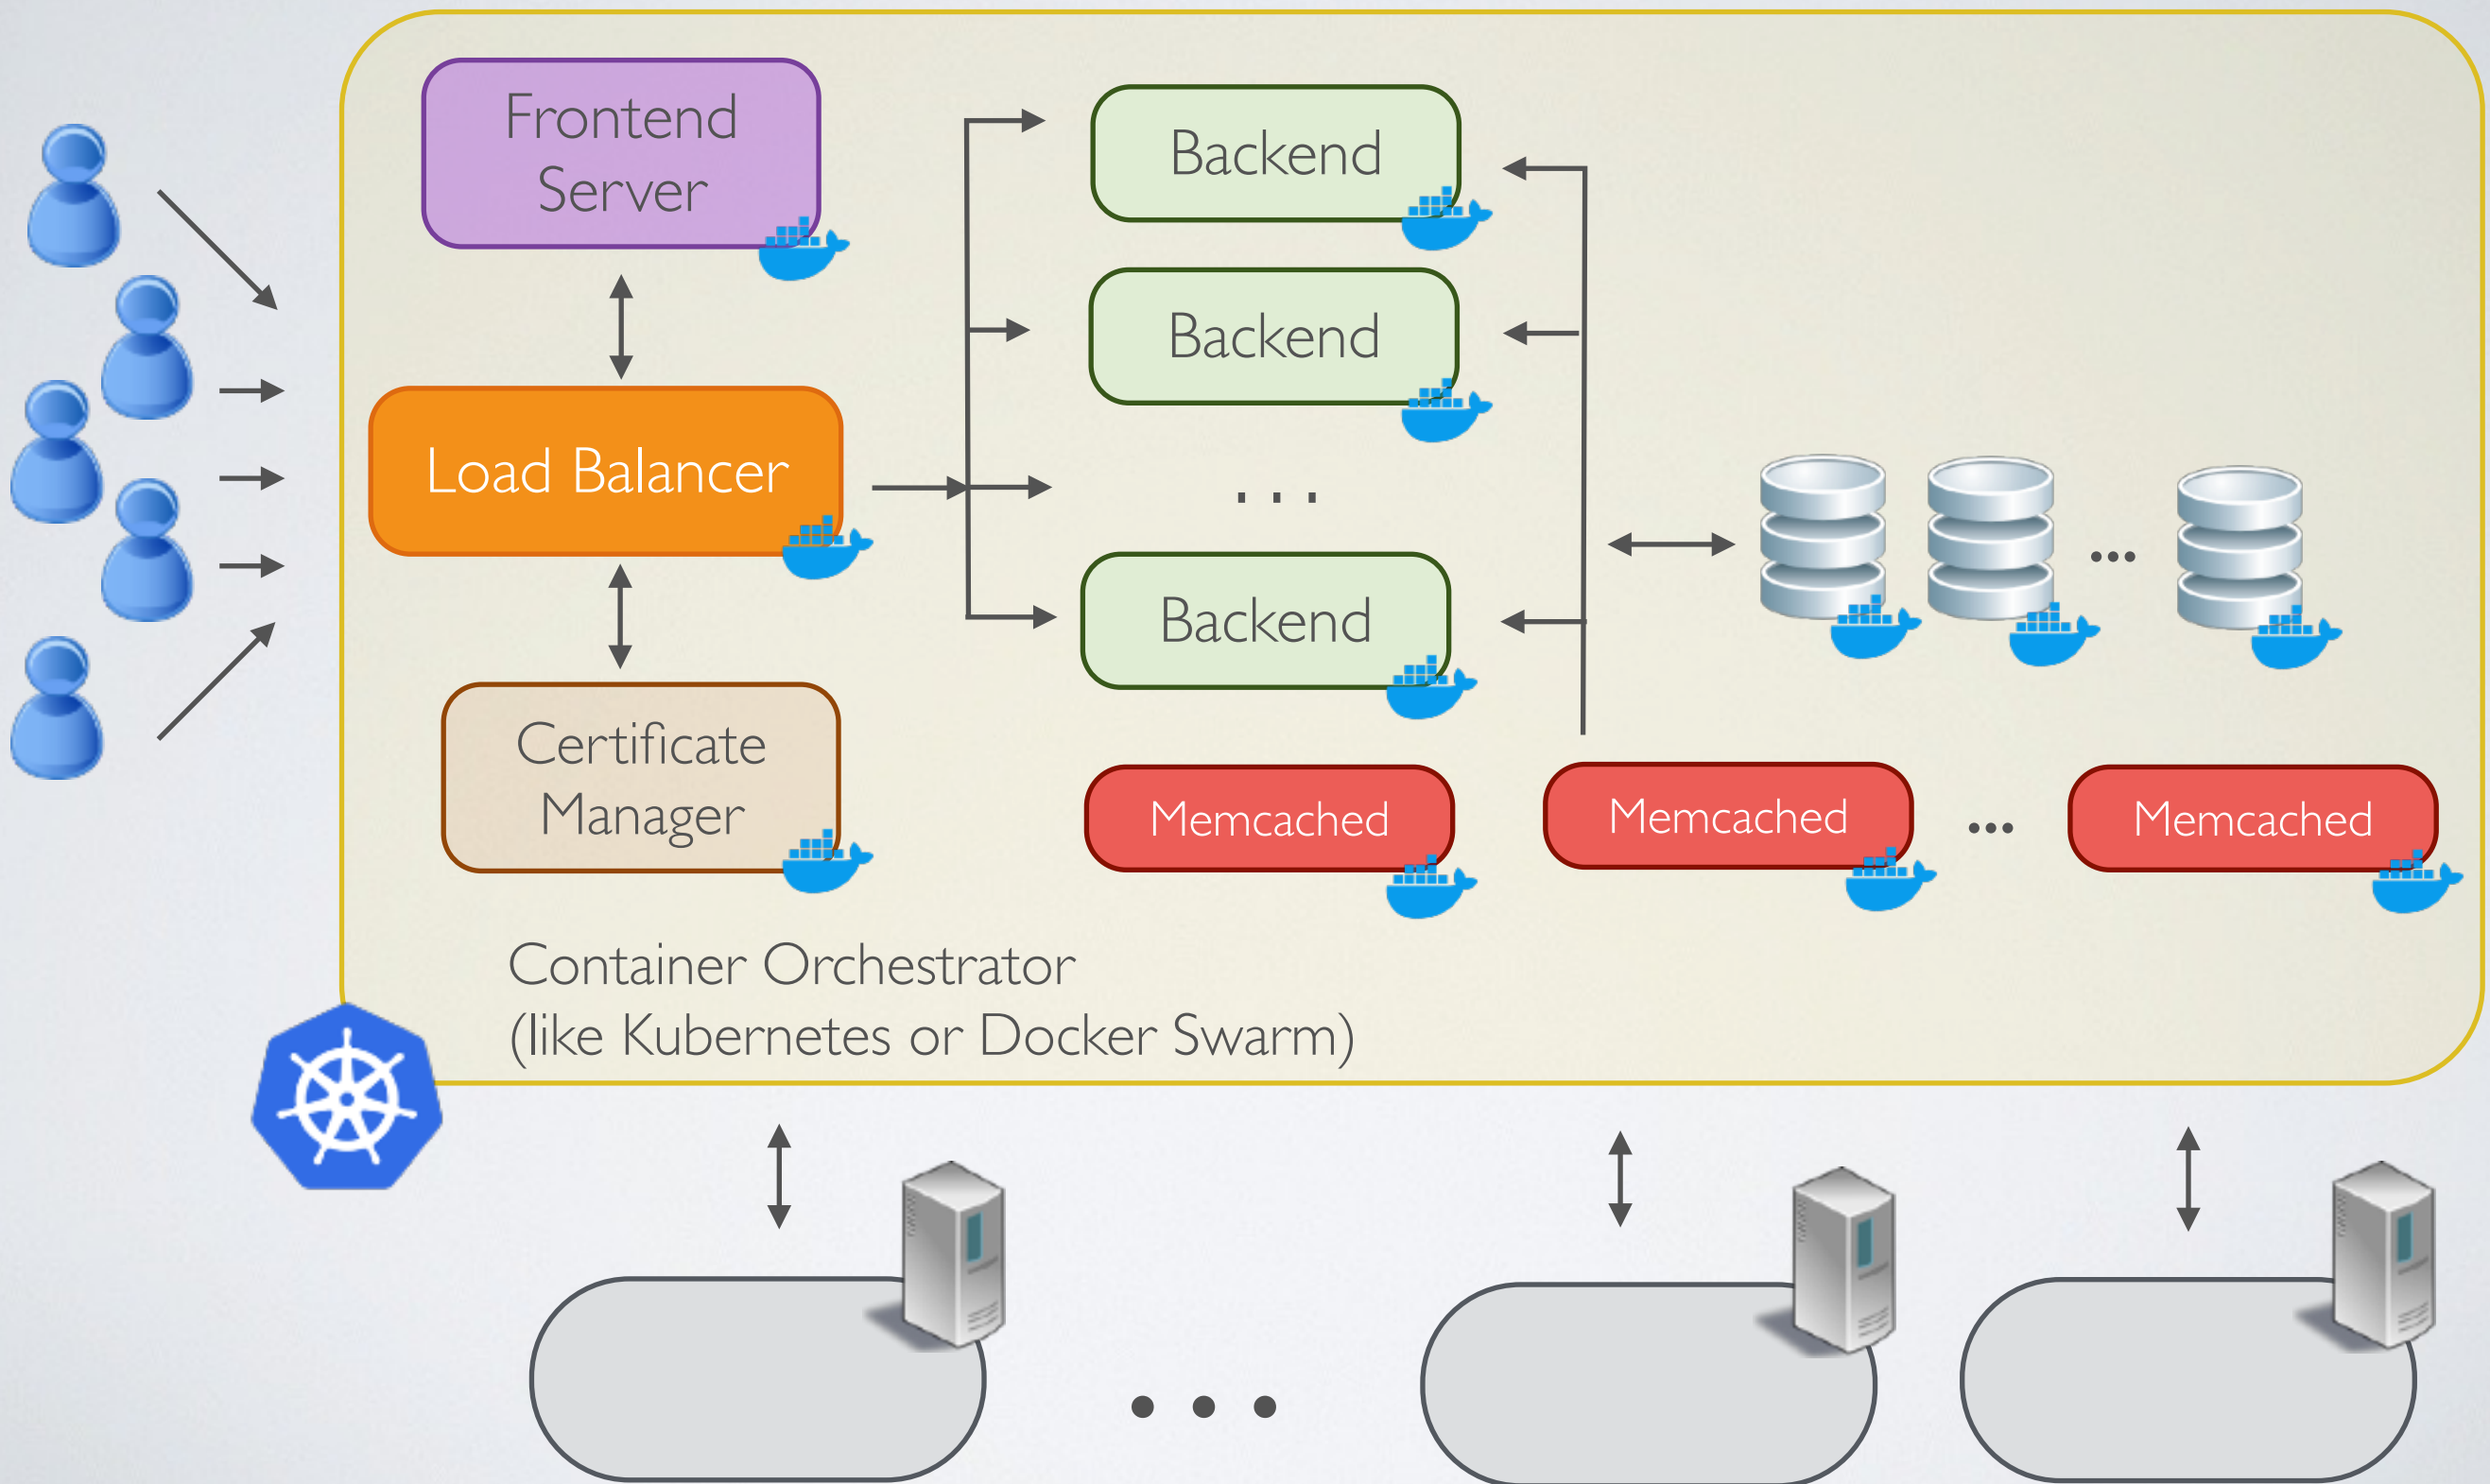 Frontend
Server
Load Balancer
Certificate
Manager
Backend
Backend
. . .
Backend
...
Memcached
Memcached
...
Memcached
Container Orchestrator
(like Kubernetes or Docker Swarm)
...